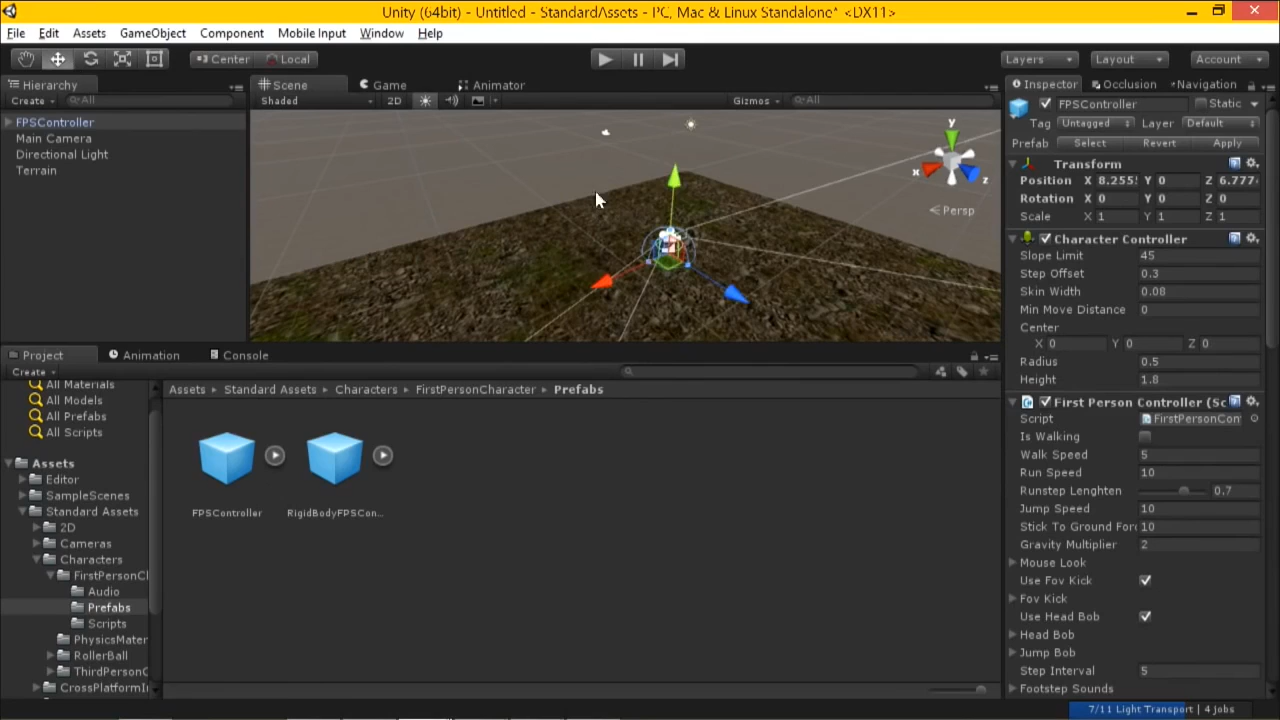 Unity (64bit) - Untitled - StandardAssets - PC, Mac & Linux Standalone* <DX11>
File Edit Assets GameObject Component Mobile Input Window Help
Center Local Layers Layout Account
Hierarchy Scene Game Animator Inspector Occlusion Navigation
Create All Shaded 2D Gizmos All
FPSController
Main Camera
Directional Light
Terrain
y
x
z
Persp
FPSController Static
Tag Untagged Layer Default
Prefab Select Revert Apply
Transform
Position X 8.255 Y 0 Z 6.777
Rotation X 0 Y 0 Z 0
Scale X 1 Y 1 Z 1
Character Controller
Slope Limit 45
Step Offset 0.3
Skin Width 0.08
Min Move Distance 0
Center
X 0 Y 0 Z 0
Radius 0.5
Height 1.8
First Person Controller (Sc
Script FirstPersonCon
Is Walking
Walk Speed 5
Run Speed 10
Runstep Lenghten 0.7
Jump Speed 10
Stick To Ground Forc 10
Gravity Multiplier 2
Mouse Look
Use Fov Kick
Fov Kick
Use Head Bob
Head Bob
Jump Bob
Step Interval 5
Footstep Sounds
Project Animation Console
Create
All Materials
All Models
All Prefabs
All Scripts
Assets
Editor
SampleScenes
Standard Assets
2D
Cameras
Characters
FirstPersonCl
Audio
Prefabs
Scripts
PhysicsMater
RollerBall
ThirdPersonC
CrossPlatformI
Assets Standard Assets Characters FirstPersonCharacter Prefabs
FPSController RigidBodyFPSCon...
7/11 Light Transport | 4 jobs